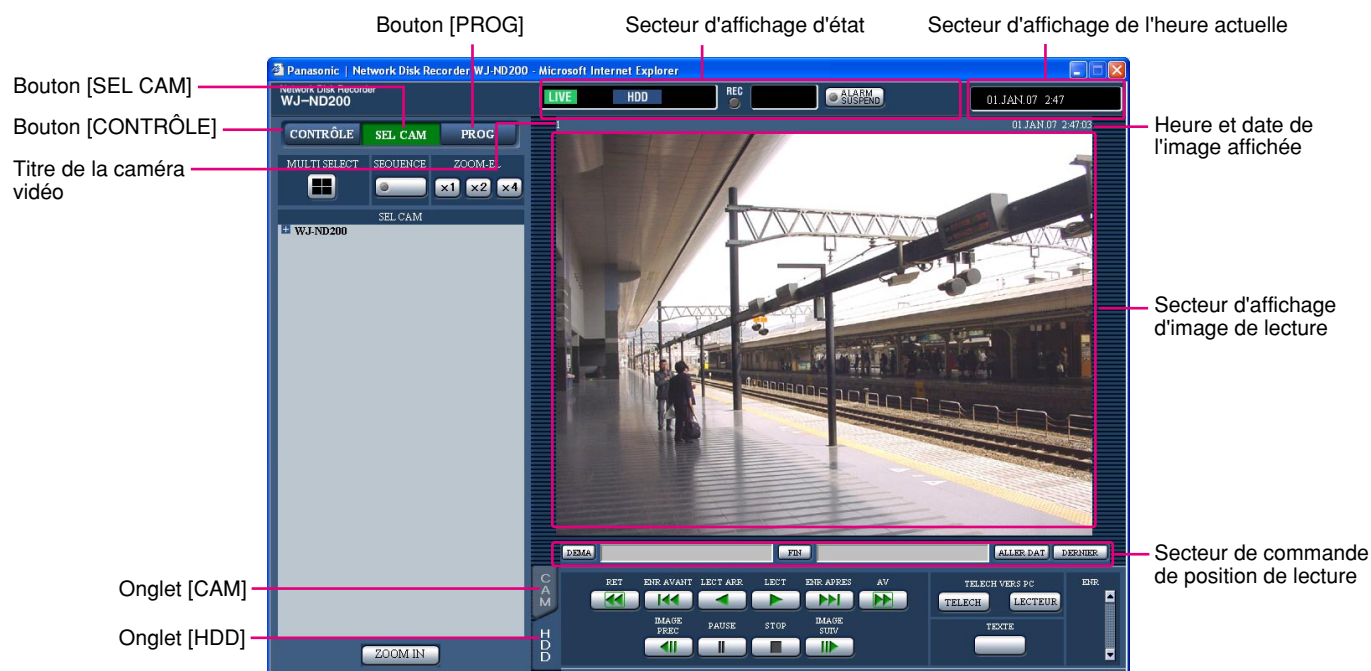 Bouton [PROG]
Secteur d'affichage d'état
Secteur d'affichage de l'heure actuelle
Bouton [SEL CAM]
Bouton [CONTRÔLE]
Titre de la caméra
vidéo
Panasonic | Network Disk Recorder WJ-ND200 - Microsoft Internet Explorer
Network Disk Recorder
WJ-ND200
LIVE HDD REC ALARM
SUSPEND
01.JAN.07 2:47
CONTRÔLE SEL CAM PROG
1 01.JAN.07 2:47:03
Heure et date de
l'image affichée
MULTI SELECT SEQUENCE
x1 x2 x4
SEL CAM
WJ-ND200
Secteur d'affichage
d'image de lecture
DEMA FIN ALLER DAT DERNIER
Secteur de commande
de position de lecture
Onglet [CAM]
Onglet [HDD]
CAM
HDD
RET ENR AVANT LECT ARR LECT ENR APRES AV
IMAGE
PREC PAUSE STOP IMAGE
SUIV
TELECH VERS PC
TELECH LECTEUR
TEXTE
ENR
ZOOM IN